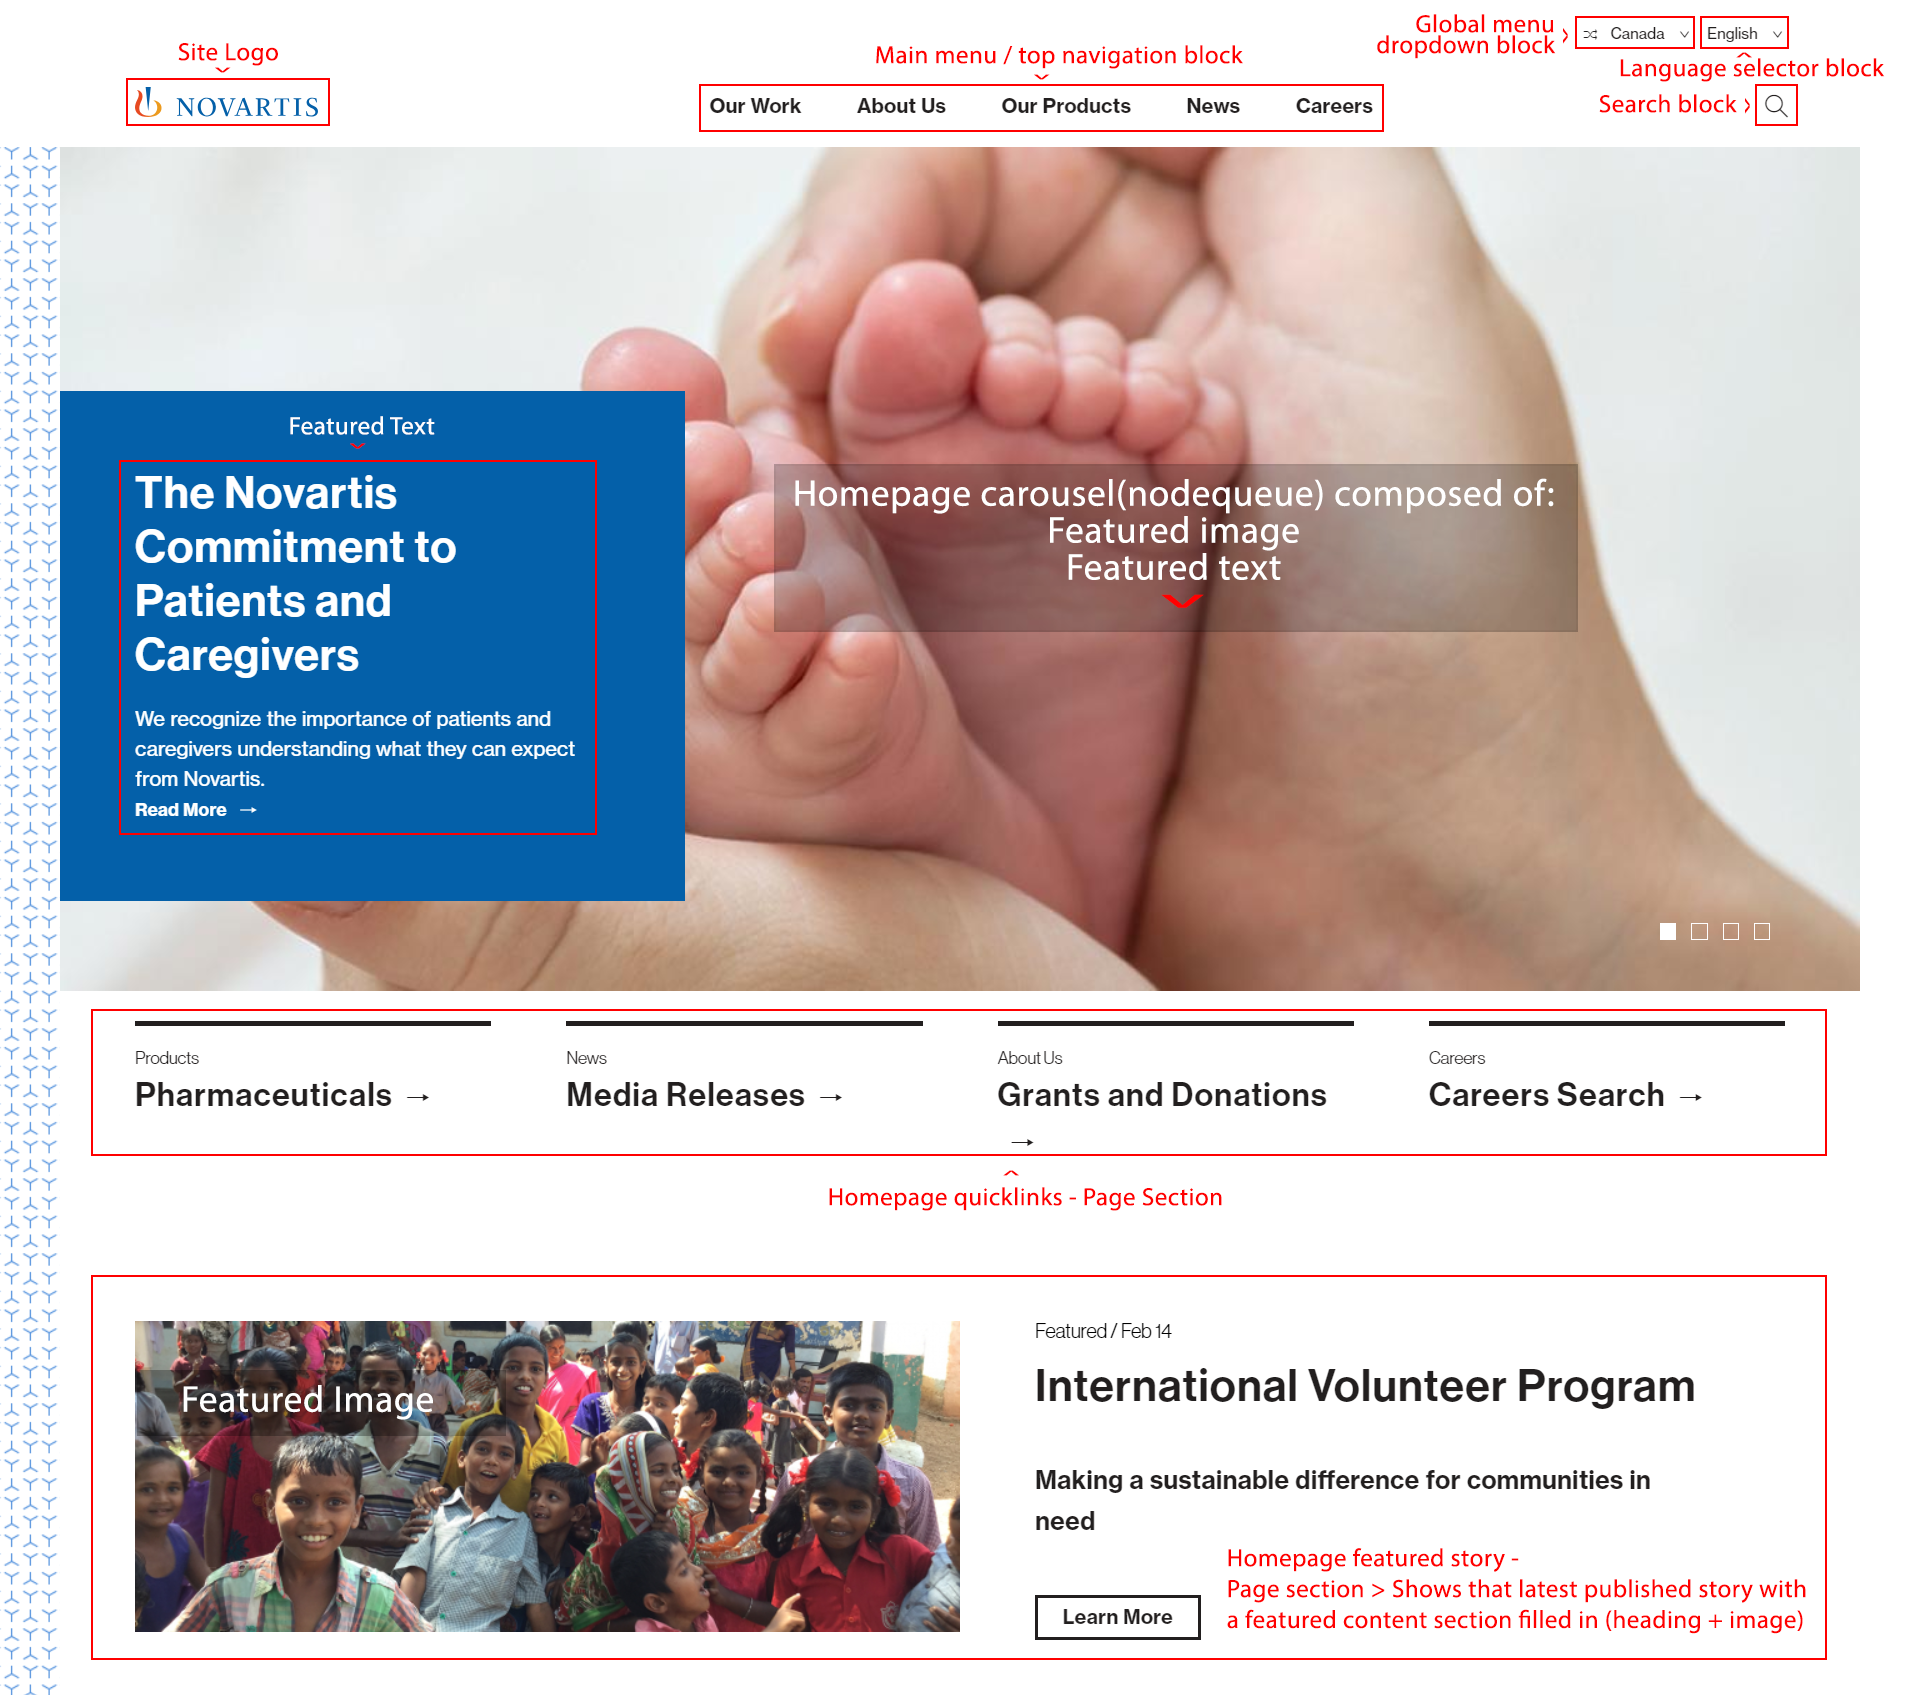 Site Logo
NOVARTIS
Main menu / top navigation block
Our Work About Us Our Products News Careers
Global menu
dropdown block
Canada
English
Language selector block
Search block
Featured Text
The Novartis
Commitment to
Patients and
Caregivers
We recognize the importance of patients and
caregivers understanding what they can expect
from Novartis.
Read More →
Homepage carousel(nodequeue) composed of:
Featured image
Featured text
Products
Pharmaceuticals →
News
Media Releases →
About Us
Grants and Donations
→
Careers
Careers Search →
Homepage quicklinks - Page Section
Featured Image
Featured / Feb 14
International Volunteer Program
Making a sustainable difference for communities in
need
Learn More
Homepage featured story -
Page section > Shows that latest published story with
a featured content section filled in (heading + image)